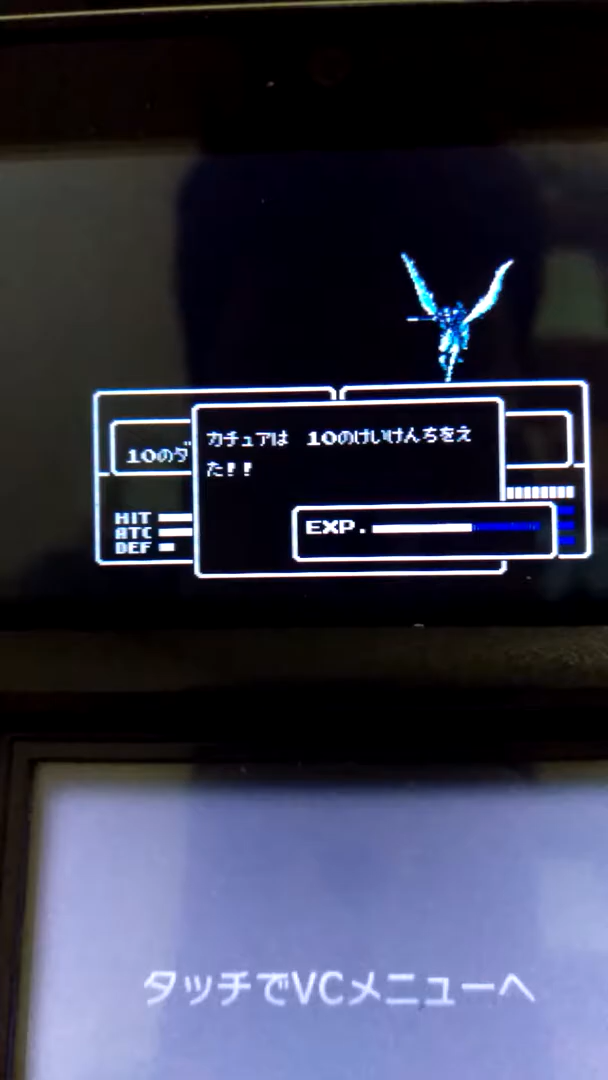 カチュアは 10のけいけんちをえ
た!!
10のダ
EXP.
HIT
ATC
DEF
タッチでVCメニューへ